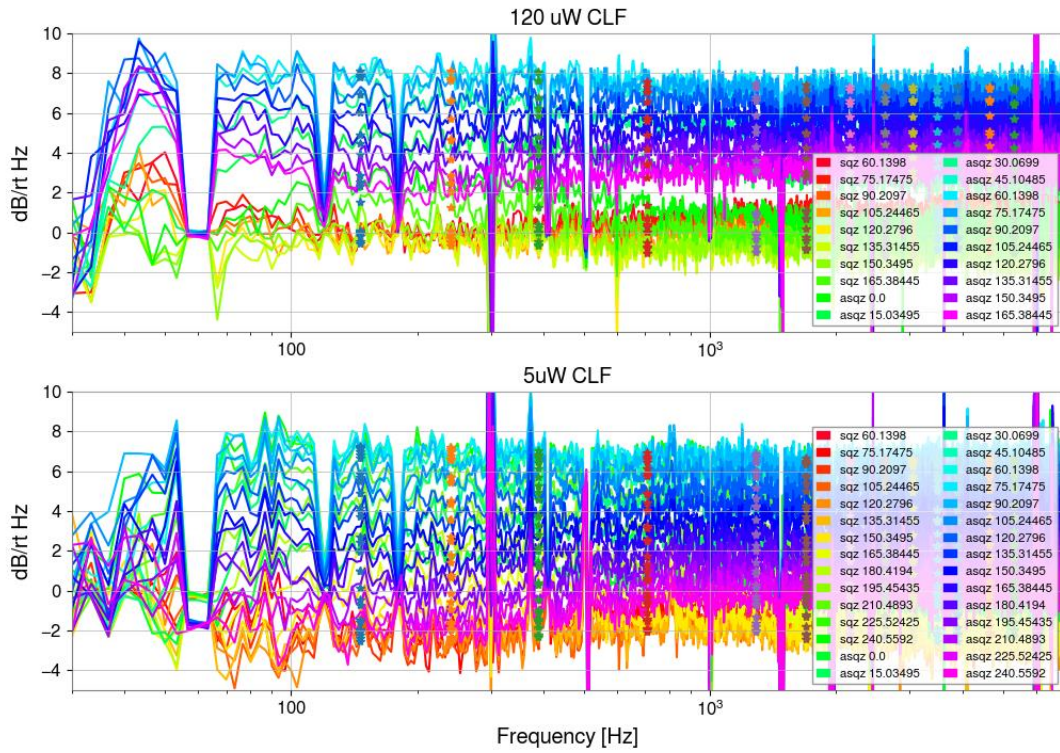 120 uW CLF
10
8
6
4
2
0
−2
−4
dB/rt Hz
100
10³
sqz 60.1398
sqz 75.17475
sqz 90.2097
sqz 105.24465
sqz 120.2796
sqz 135.31455
sqz 150.3495
sqz 165.38445
asqz 0.0
asqz 15.03495
asqz 30.0699
asqz 45.10485
asqz 60.1398
asqz 75.17475
asqz 90.2097
asqz 105.24465
asqz 120.2796
asqz 135.31455
asqz 150.3495
asqz 165.38445
5uW CLF
10
8
6
4
2
0
−2
−4
dB/rt Hz
100
10³
sqz 60.1398
sqz 75.17475
sqz 90.2097
sqz 105.24465
sqz 120.2796
sqz 135.31455
sqz 150.3495
sqz 165.38445
sqz 180.4194
sqz 195.45435
sqz 210.4893
sqz 225.52425
sqz 240.5592
asqz 0.0
asqz 15.03495
asqz 30.0699
asqz 45.10485
asqz 60.1398
asqz 75.17475
asqz 90.2097
asqz 105.24465
asqz 120.2796
asqz 135.31455
asqz 150.3495
asqz 165.38445
asqz 180.4194
asqz 195.45435
asqz 210.4893
asqz 225.52425
asqz 240.5592
Frequency [Hz]